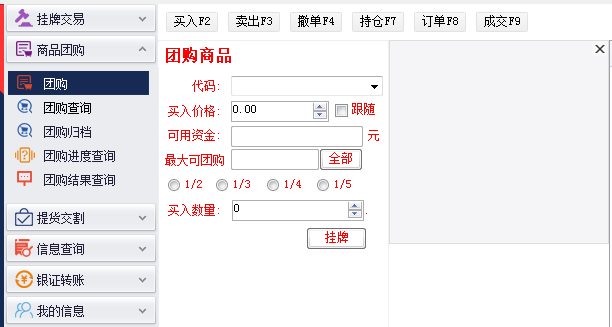 挂牌交易
商品团购
团购
团购查询
团购归档
团购进度查询
团购结果查询
提货交割
信息查询
银证转账
我的信息
买入F2 卖出F3 撤单F4 持仓F7 订单F8 成交F9
团购商品
代码:
买入价格: 0.00 跟随
可用资金: 元
最大可团购 全部
1/2 1/3 1/4 1/5
买入数量: 0 .
挂牌